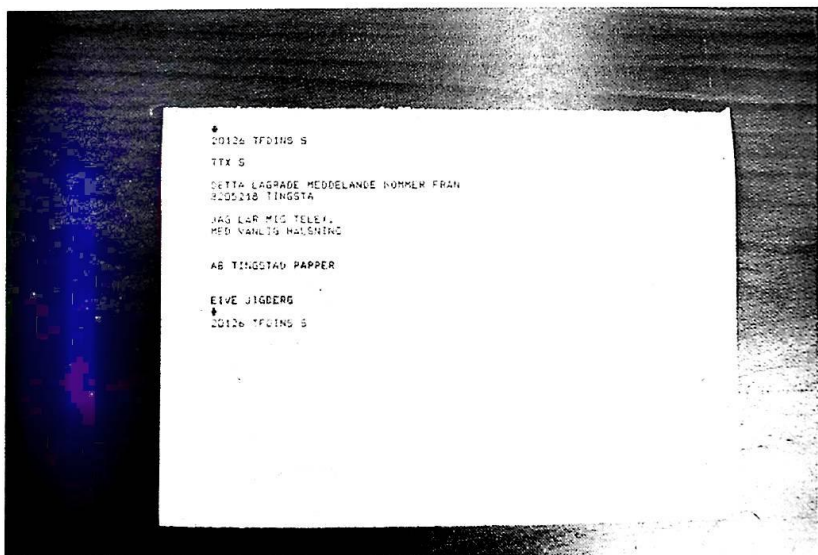 20126 TFDINS S
TTX S
DETTA LAGRADE MEDDELANDE KOMMER FRAN
8205218 TINGSTA
JAG LAR MIG TELEX.
MED VANLIG HALSNING
AB TINGSTAD PAPPER
EIVE JIGBERG
20126 TFDINS S